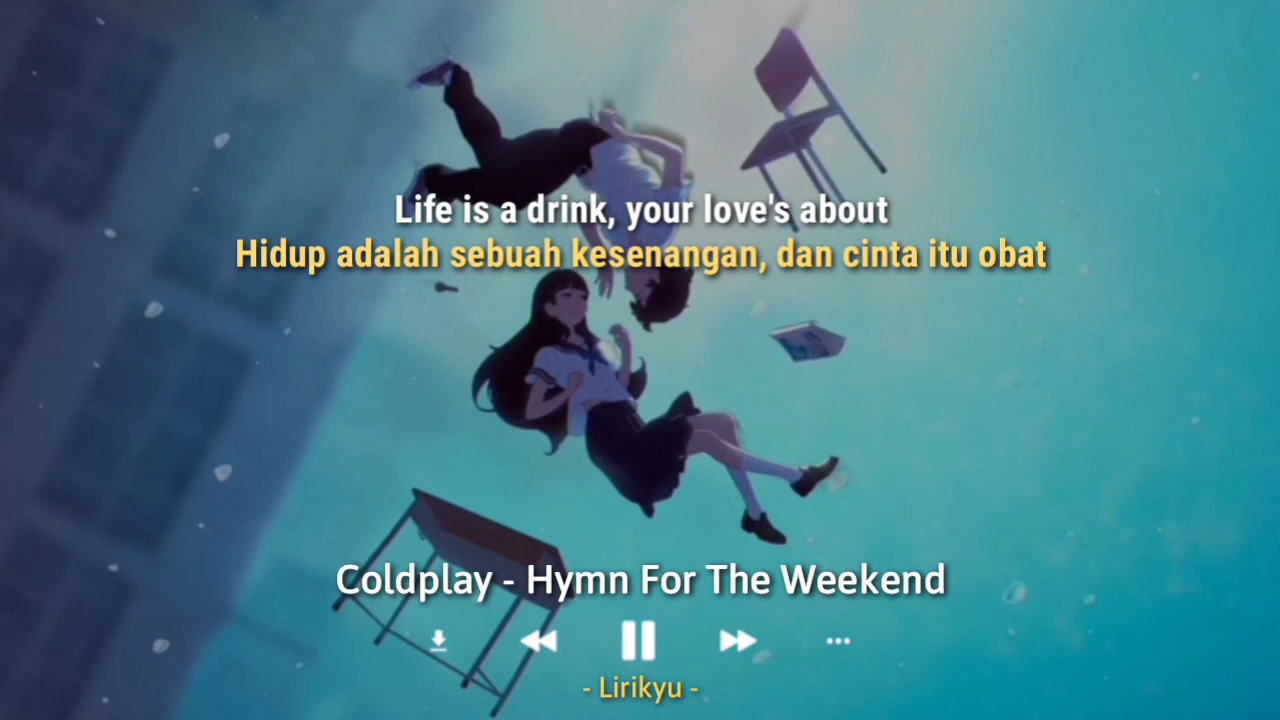 Life is a drink, your love's about
Hidup adalah sebuah kesenangan, dan cinta itu obat
Coldplay - Hymn For The Weekend
- Lirikyu -